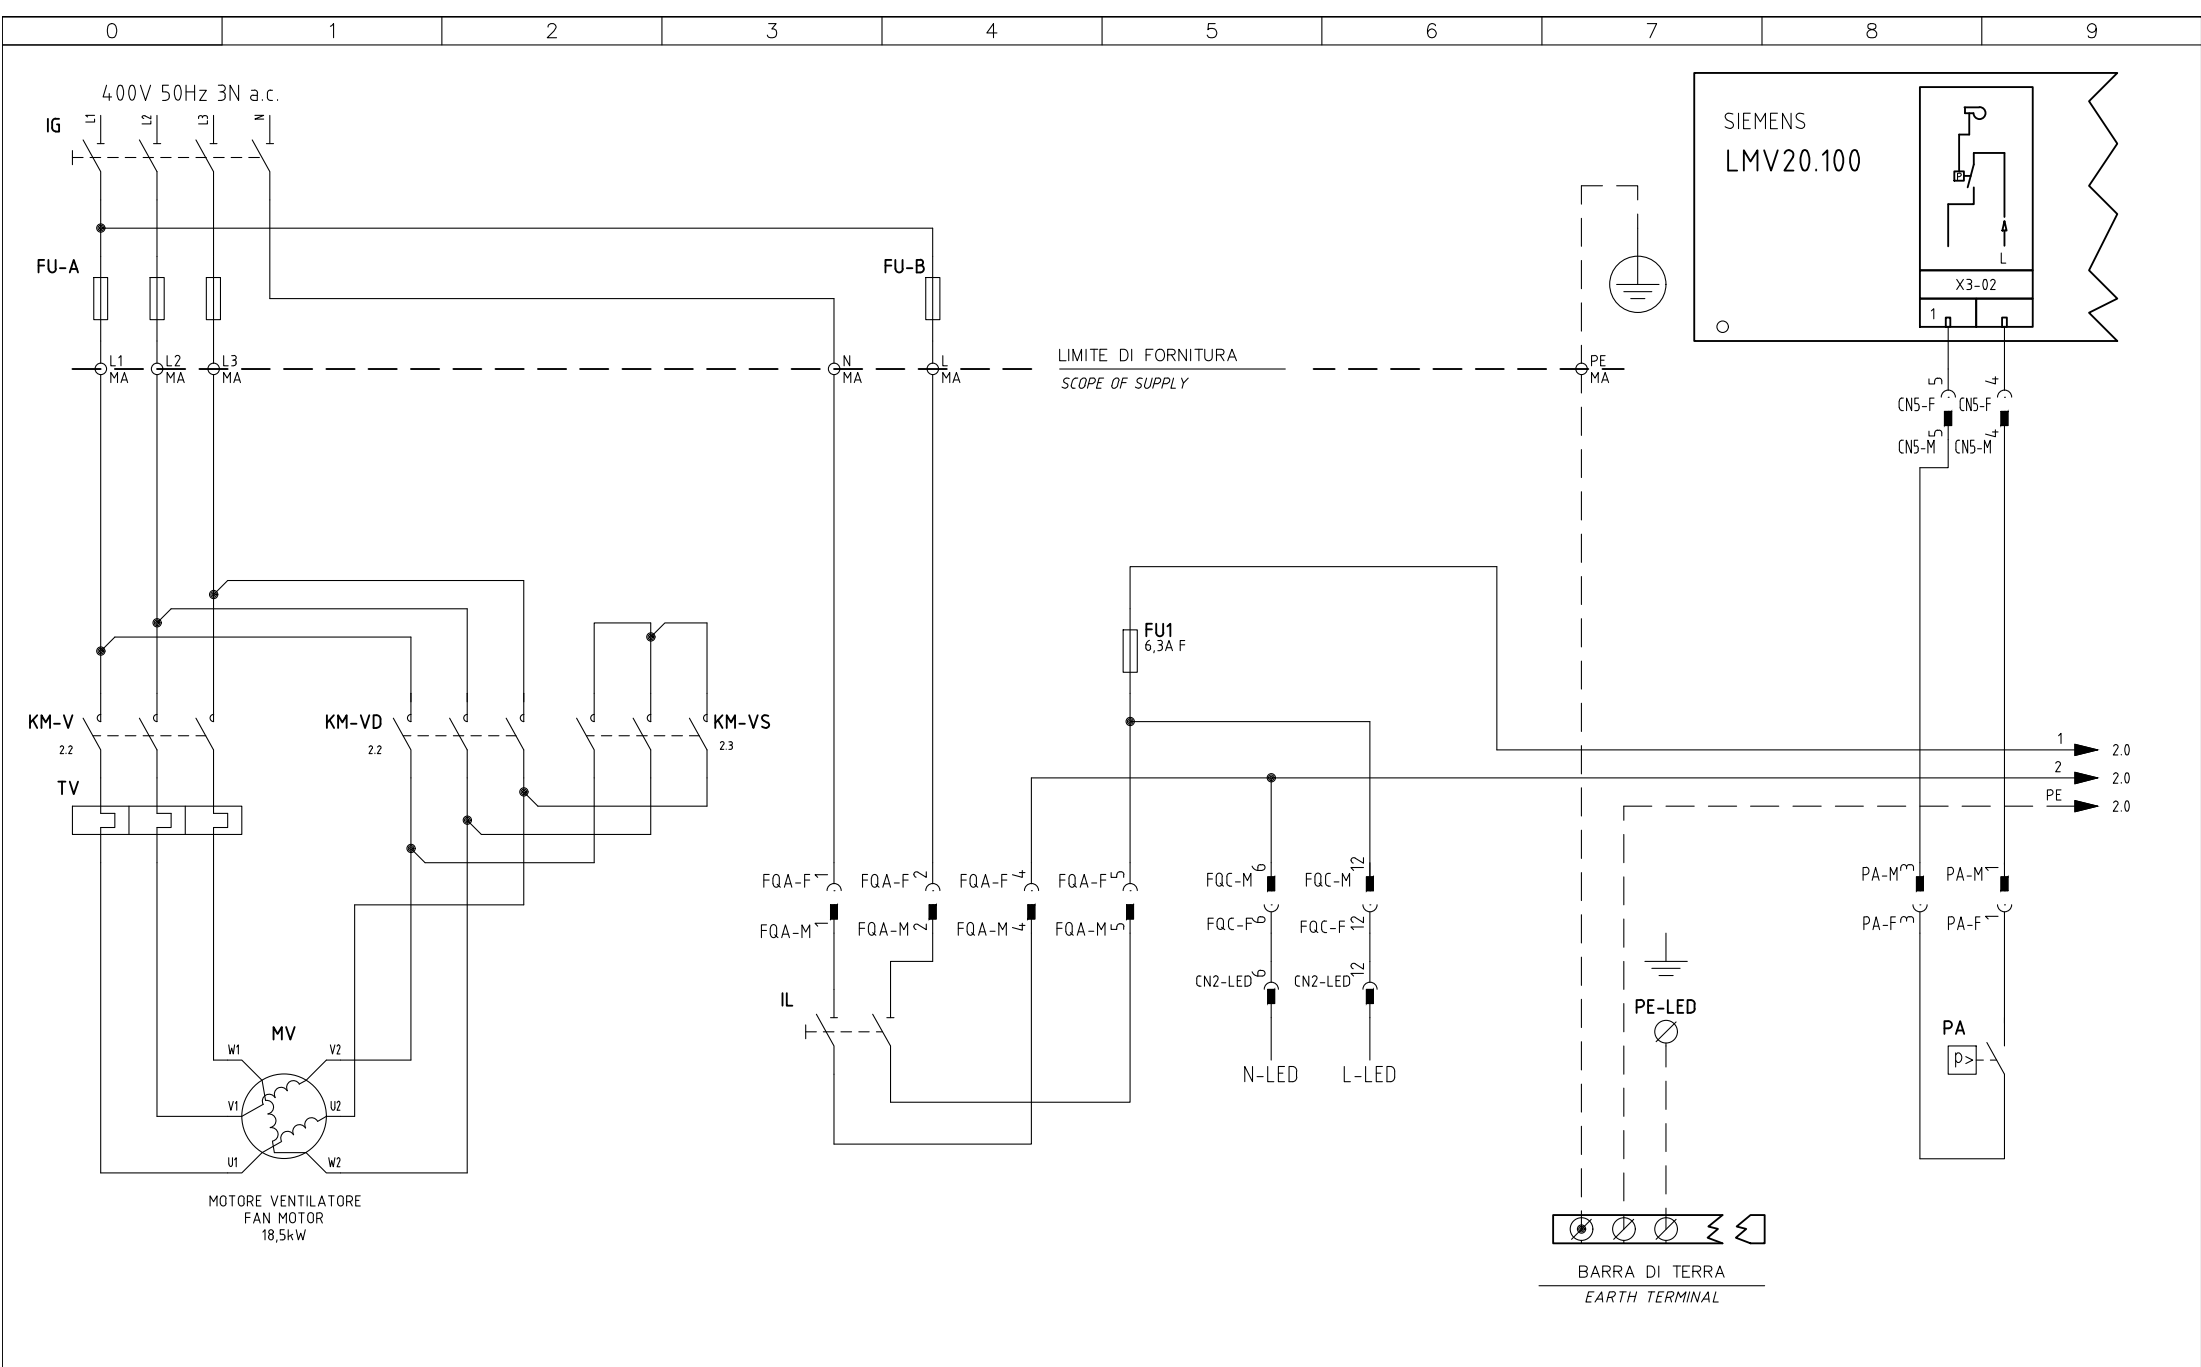 0 1 2 3 4 5 6 7 8 9
400V 50Hz 3N a.c.
IG
L1 L2 L3 N
SIEMENS
LMV20.100
P
L
X3-02
1
FU-A
FU-B
L1 L2 L3 N L PE
MA MA MA MA MA MA
LIMITE DI FORNITURA
SCOPE OF SUPPLY
5 4
CN5-F CN5-F
5 4
CN5-M CN5-M
FU1
6,3A F
KM-V
2.2
KM-VD
2.2
KM-VS
2.3
1 2.0
2 2.0
PE 2.0
TV
FQA-F 1 FQA-F 2 FQA-F 4 FQA-F 5
FQC-M 6 FQC-M 12
PA-M 3 PA-M 1
FQA-M 1 FQA-M 2 FQA-M 4 FQA-M 5
FQC-F 6 FQC-F 12
PA-F 3 PA-F 1
CN2-LED 6 CN2-LED 12
IL
PE-LED
MV
W1 V2
V1 U2
U1 W2
PA
P>
N-LED L-LED
MOTORE VENTILATORE
FAN MOTOR
18,5kW
BARRA DI TERRA
EARTH TERMINAL